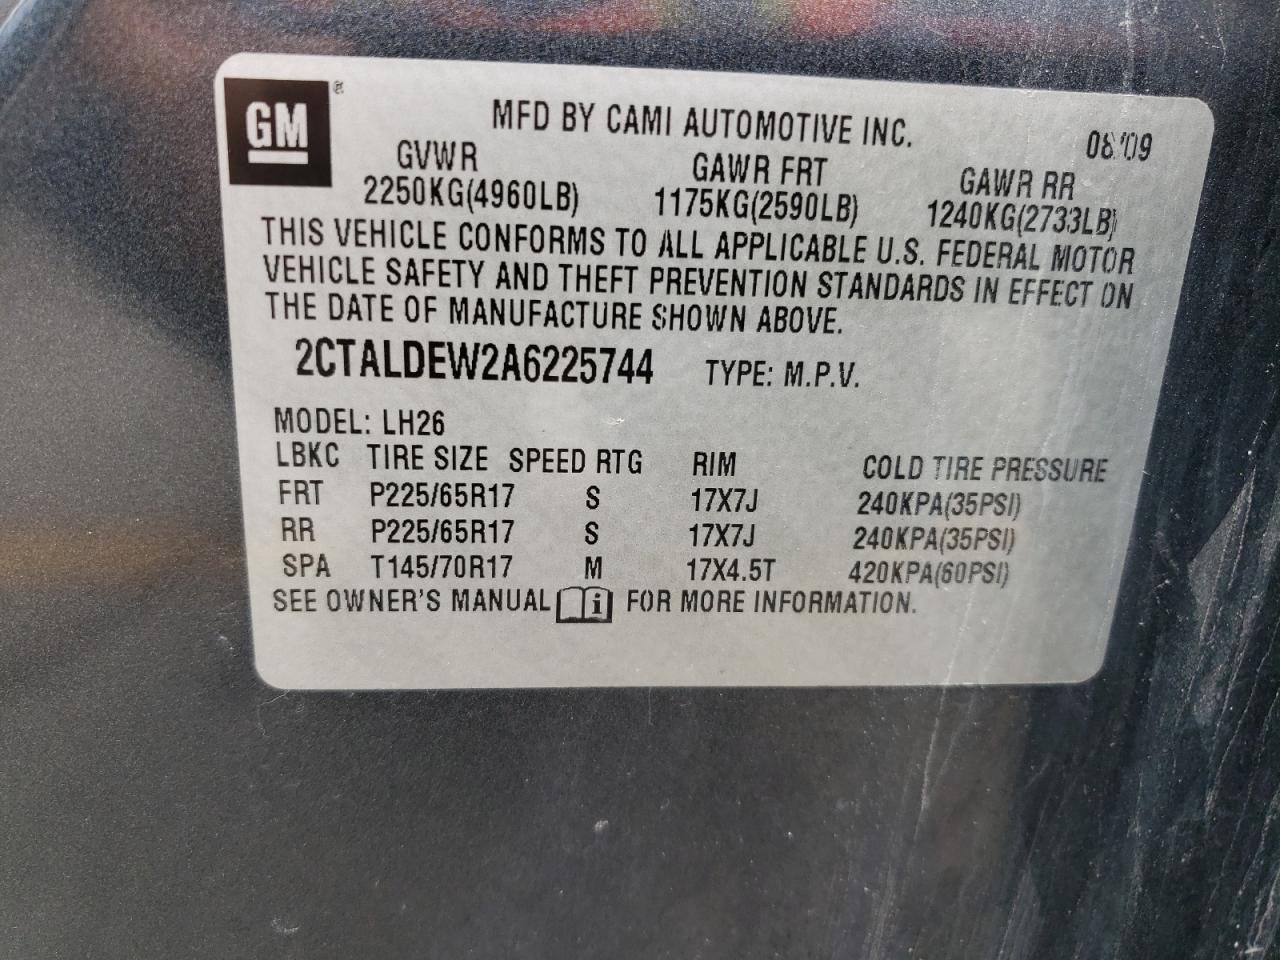 GM ®
MFD BY CAMI AUTOMOTIVE INC. 08/09
GVWR GAWR FRT GAWR RR
2250KG(4960LB) 1175KG(2590LB) 1240KG(2733LB)
THIS VEHICLE CONFORMS TO ALL APPLICABLE U.S. FEDERAL MOTOR
VEHICLE SAFETY AND THEFT PREVENTION STANDARDS IN EFFECT ON
THE DATE OF MANUFACTURE SHOWN ABOVE.
2CTALDEW2A6225744 TYPE: M.P.V.
MODEL: LH26
LBKC TIRE SIZE SPEED RTG RIM COLD TIRE PRESSURE
FRT P225/65R17 S 17X7J 240KPA(35PSI)
RR P225/65R17 S 17X7J 240KPA(35PSI)
SPA T145/70R17 M 17X4.5T 420KPA(60PSI)
SEE OWNER'S MANUAL i FOR MORE INFORMATION.